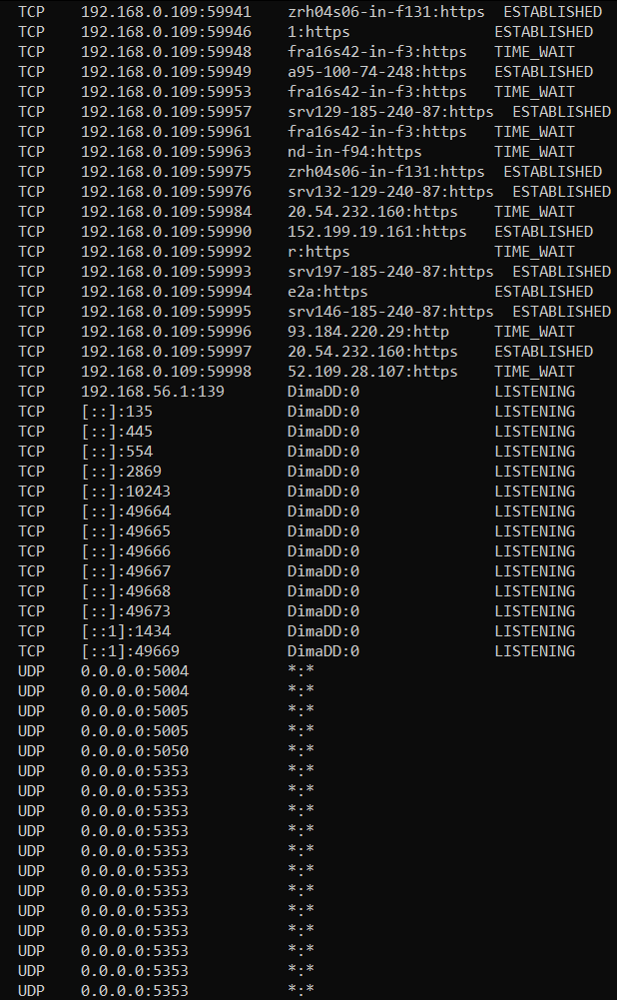 TCP    192.168.0.109:59941    zrh04s06-in-f131:https  ESTABLISHED
TCP    192.168.0.109:59946    1:https                ESTABLISHED
TCP    192.168.0.109:59948    fra16s42-in-f3:https   TIME_WAIT
TCP    192.168.0.109:59949    a95-100-74-248:https   ESTABLISHED
TCP    192.168.0.109:59953    fra16s42-in-f3:https   TIME_WAIT
TCP    192.168.0.109:59957    srv129-185-240-87:https  ESTABLISHED
TCP    192.168.0.109:59961    fra16s42-in-f3:https   TIME_WAIT
TCP    192.168.0.109:59963    nd-in-f94:https        TIME_WAIT
TCP    192.168.0.109:59975    zrh04s06-in-f131:https  ESTABLISHED
TCP    192.168.0.109:59976    srv132-129-240-87:https  ESTABLISHED
TCP    192.168.0.109:59984    20.54.232.160:https    TIME_WAIT
TCP    192.168.0.109:59990    152.199.19.161:https   ESTABLISHED
TCP    192.168.0.109:59992    r:https                TIME_WAIT
TCP    192.168.0.109:59993    srv197-185-240-87:https  ESTABLISHED
TCP    192.168.0.109:59994    e2a:https              ESTABLISHED
TCP    192.168.0.109:59995    srv146-185-240-87:https  ESTABLISHED
TCP    192.168.0.109:59996    93.184.220.29:http     TIME_WAIT
TCP    192.168.0.109:59997    20.54.232.160:https    ESTABLISHED
TCP    192.168.0.109:59998    52.109.28.107:https    TIME_WAIT
TCP    192.168.56.1:139       DimaDD:0               LISTENING
TCP    [::]:135               DimaDD:0               LISTENING
TCP    [::]:445               DimaDD:0               LISTENING
TCP    [::]:554               DimaDD:0               LISTENING
TCP    [::]:2869              DimaDD:0               LISTENING
TCP    [::]:10243             DimaDD:0               LISTENING
TCP    [::]:49664             DimaDD:0               LISTENING
TCP    [::]:49665             DimaDD:0               LISTENING
TCP    [::]:49666             DimaDD:0               LISTENING
TCP    [::]:49667             DimaDD:0               LISTENING
TCP    [::]:49668             DimaDD:0               LISTENING
TCP    [::]:49673             DimaDD:0               LISTENING
TCP    [::1]:1434             DimaDD:0               LISTENING
TCP    [::1]:49669            DimaDD:0               LISTENING
UDP    0.0.0.0:5004           *:*
UDP    0.0.0.0:5004           *:*
UDP    0.0.0.0:5005           *:*
UDP    0.0.0.0:5005           *:*
UDP    0.0.0.0:5050           *:*
UDP    0.0.0.0:5353           *:*
UDP    0.0.0.0:5353           *:*
UDP    0.0.0.0:5353           *:*
UDP    0.0.0.0:5353           *:*
UDP    0.0.0.0:5353           *:*
UDP    0.0.0.0:5353           *:*
UDP    0.0.0.0:5353           *:*
UDP    0.0.0.0:5353           *:*
UDP    0.0.0.0:5353           *:*
UDP    0.0.0.0:5353           *:*
UDP    0.0.0.0:5353           *:*
UDP    0.0.0.0:5353           *:*